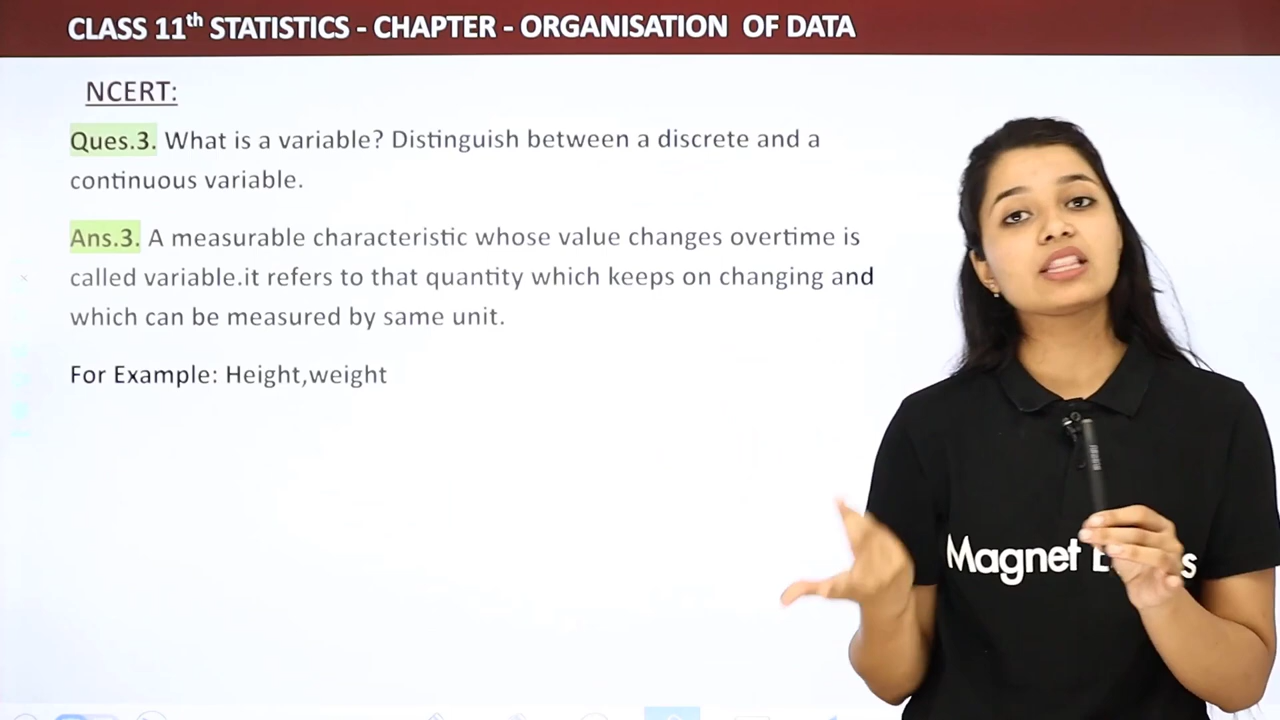 CLASS 11th STATISTICS - CHAPTER - ORGANISATION OF DATA
NCERT:
Ques.3. What is a variable? Distinguish between a discrete and a
continuous variable.
Ans.3. A measurable characteristic whose value changes overtime is
called variable.it refers to that quantity which keeps on changing and
which can be measured by same unit.
For Example: Height,weight
Magnet